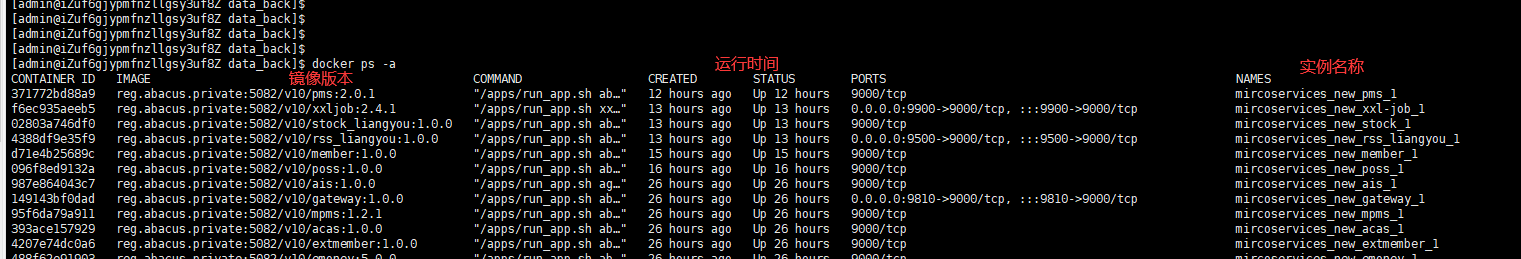 [admin@iZuf6gjypmfnzllgsy3uf8Z data_back]$
[admin@iZuf6gjypmfnzllgsy3uf8Z data_back]$
[admin@iZuf6gjypmfnzllgsy3uf8Z data_back]$
[admin@iZuf6gjypmfnzllgsy3uf8Z data_back]$
[admin@iZuf6gjypmfnzllgsy3uf8Z data_back]$ docker ps -a
镜像版本 运行时间 实例名称
CONTAINER ID IMAGE COMMAND CREATED STATUS PORTS NAMES
371772bd88a9 reg.abacus.private:5082/v10/pms:2.0.1 "/apps/run_app.sh ab…" 12 hours ago Up 12 hours 9000/tcp mircoservices_new_pms_1
f6ec935aeeb5 reg.abacus.private:5082/v10/xxljob:2.4.1 "/apps/run_app.sh xx…" 13 hours ago Up 13 hours 0.0.0.0:9900->9000/tcp, :::9900->9000/tcp mircoservices_new_xxl-job_1
02803a746df0 reg.abacus.private:5082/v10/stock_liangyou:1.0.0 "/apps/run_app.sh ab…" 13 hours ago Up 13 hours 9000/tcp mircoservices_new_stock_1
4388df9e35f9 reg.abacus.private:5082/v10/rss_liangyou:1.0.0 "/apps/run_app.sh ab…" 13 hours ago Up 13 hours 0.0.0.0:9500->9000/tcp, :::9500->9000/tcp mircoservices_new_rss_liangyou_1
d71e4b25689c reg.abacus.private:5082/v10/member:1.0.0 "/apps/run_app.sh ab…" 15 hours ago Up 15 hours 9000/tcp mircoservices_new_member_1
096f8ed9132a reg.abacus.private:5082/v10/poss:1.0.0 "/apps/run_app.sh ab…" 16 hours ago Up 16 hours 9000/tcp mircoservices_new_poss_1
987e864043c7 reg.abacus.private:5082/v10/ais:1.0.0 "/apps/run_app.sh ag…" 26 hours ago Up 26 hours 9000/tcp mircoservices_new_ais_1
149143bf0dad reg.abacus.private:5082/v10/gateway:1.0.0 "/apps/run_app.sh ab…" 26 hours ago Up 26 hours 0.0.0.0:9810->9000/tcp, :::9810->9000/tcp mircoservices_new_gateway_1
95f6da79a911 reg.abacus.private:5082/v10/mpms:1.2.1 "/apps/run_app.sh ab…" 26 hours ago Up 26 hours 9000/tcp mircoservices_new_mpms_1
393ace157929 reg.abacus.private:5082/v10/acas:1.0.0 "/apps/run_app.sh ab…" 26 hours ago Up 26 hours 9000/tcp mircoservices_new_acas_1
4207e74dc0a6 reg.abacus.private:5082/v10/extmember:1.0.0 "/apps/run_app.sh ab…" 26 hours ago Up 26 hours 9000/tcp mircoservices_new_extmember_1
488f62e91903 reg.abacus.private:5082/v10/emoney:5.0.0 "/apps/run_app.sh ab…" 26 hours ago Up 26 hours 9000/tcp mircoservices_new_emoney_1